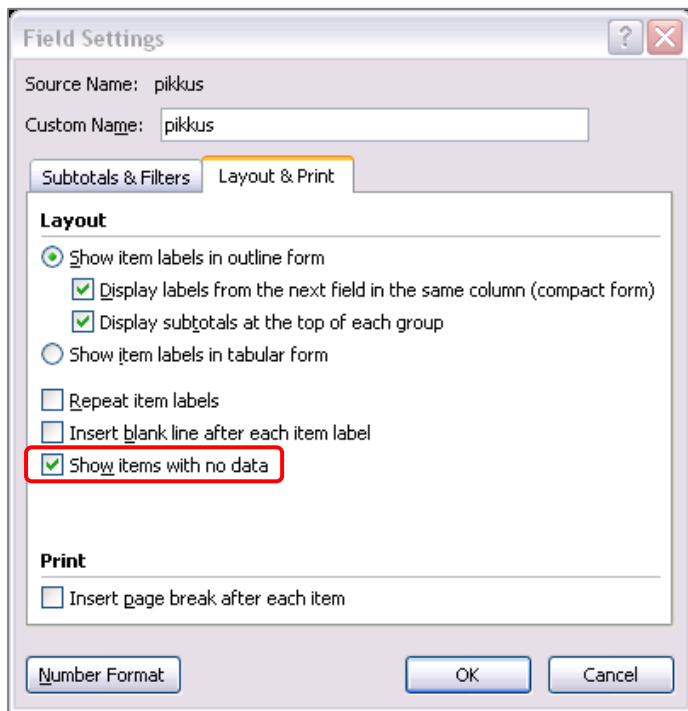 Field Settings
?
Source Name: pikkus
Custom Name: pikkus
Subtotals & Filters Layout & Print
Layout
Show item labels in outline form
Display labels from the next field in the same column (compact form)
Display subtotals at the top of each group
Show item labels in tabular form
Repeat item labels
Insert blank line after each item label
Show items with no data
Print
Insert page break after each item
Number Format OK Cancel